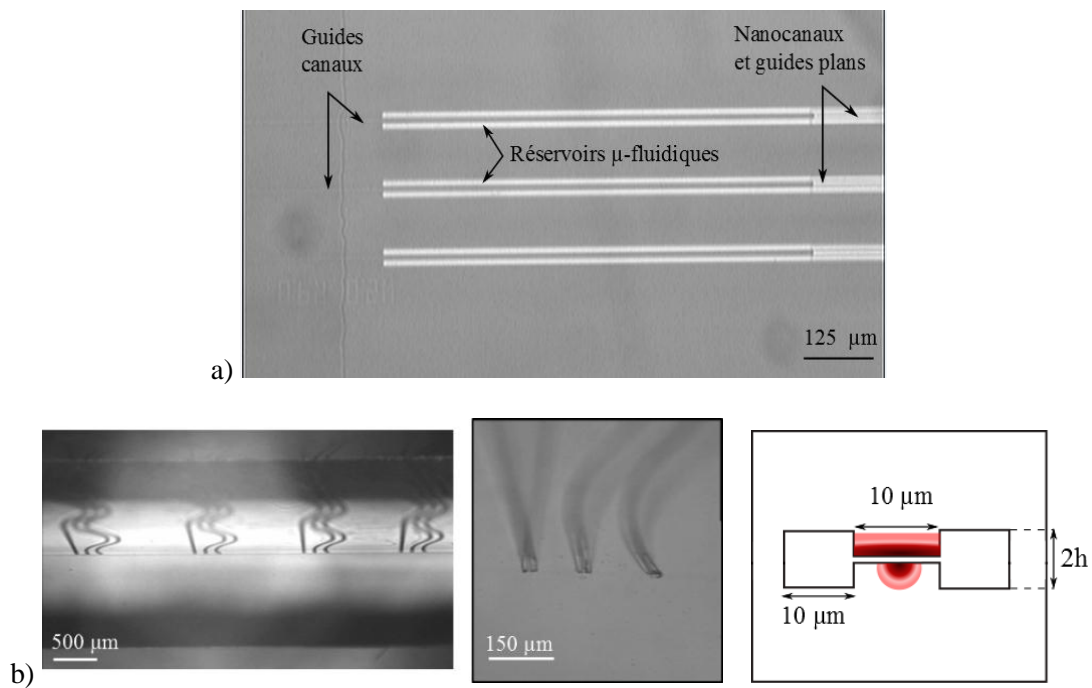 Guides
canaux
Nanocanaux
et guides plans
Réservoirs µ-fluidiques
125 µm
a)
b)
500 µm
150 µm
10 µm
10 µm
2h